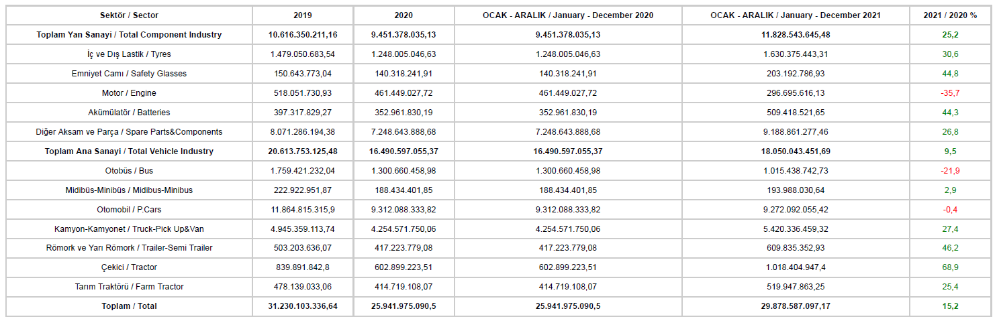 Sektör / Sector 2019 2020 OCAK - ARALIK / January - December 2020 OCAK - ARALIK / January - December 2021 2021 / 2020 %
Toplam Yan Sanayi / Total Component Industry 10.616.350.211,16 9.451.378.035,13 9.451.378.035,13 11.828.543.645,48 25,2
İç ve Dış Lastik / Tyres 1.479.050.683,54 1.248.005.046,63 1.248.005.046,63 1.630.375.443,31 30,6
Emniyet Camı / Safety Glasses 150.643.773,04 140.318.241,91 140.318.241,91 203.192.786,93 44,8
Motor / Engine 518.051.730,93 461.449.027,72 461.449.027,72 296.695.616,13 -35,7
Akümülatör / Batteries 397.317.829,27 352.961.830,19 352.961.830,19 509.418.521,65 44,3
Diğer Aksam ve Parça / Spare Parts&Components 8.071.286.194,38 7.248.643.888,68 7.248.643.888,68 9.188.861.277,46 26,8
Toplam Ana Sanayi / Total Vehicle Industry 20.613.753.125,48 16.490.597.055,37 16.490.597.055,37 18.050.043.451,69 9,5
Otobüs / Bus 1.759.421.232,04 1.300.660.458,98 1.300.660.458,98 1.015.438.742,73 -21,9
Midibüs-Minibüs / Midibus-Minibus 222.922.951,87 188.434.401,85 188.434.401,85 193.988.030,64 2,9
Otomobil / P.Cars 11.864.815.315,9 9.312.088.333,82 9.312.088.333,82 9.272.092.055,42 -0,4
Kamyon-Kamyonet / Truck-Pick Up&Van 4.945.359.113,74 4.254.571.750,06 4.254.571.750,06 5.420.336.459,32 27,4
Römork ve Yarı Römork / Trailer-Semi Trailer 503.203.636,07 417.223.779,08 417.223.779,08 609.835.352,93 46,2
Çekici / Tractor 839.891.842,8 602.899.223,51 602.899.223,51 1.018.404.947,4 68,9
Tarım Traktörü / Farm Tractor 478.139.033,06 414.719.108,07 414.719.108,07 519.947.863,25 25,4
Toplam / Total 31.230.103.336,64 25.941.975.090,5 25.941.975.090,5 29.878.587.097,17 15,2